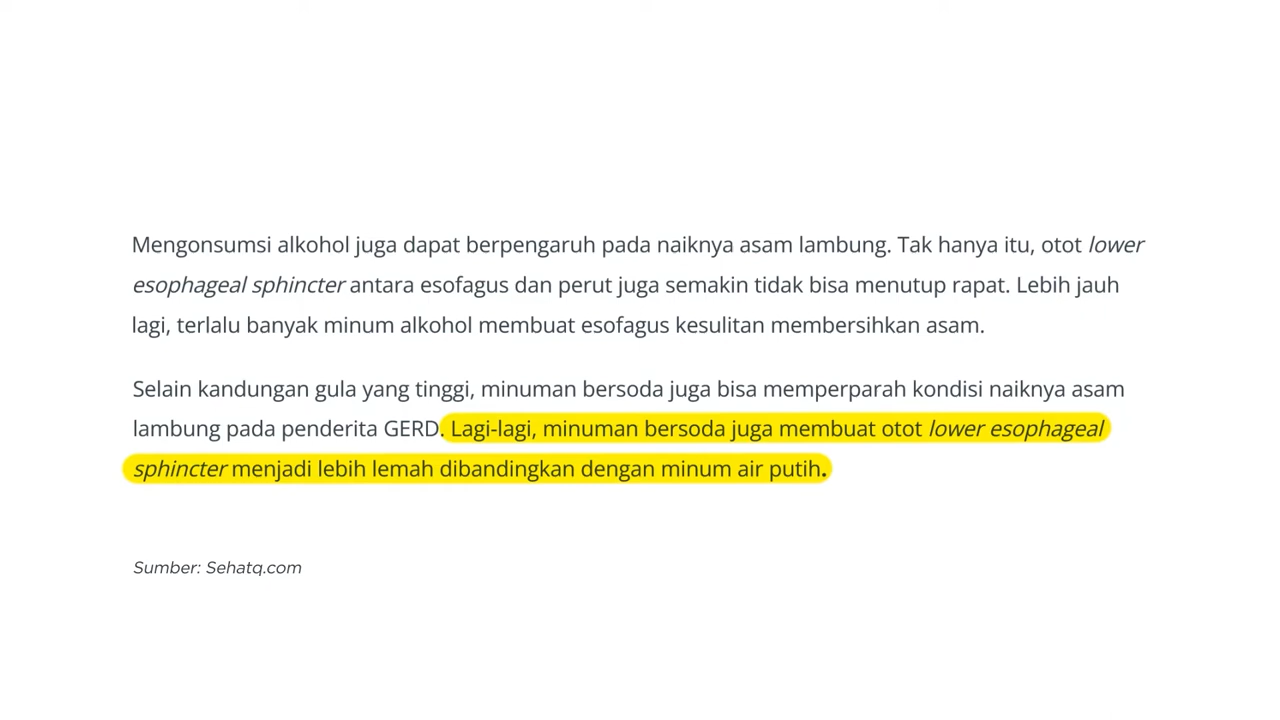 Mengonsumsi alkohol juga dapat berpengaruh pada naiknya asam lambung. Tak hanya itu, otot lower
esophageal sphincter antara esofagus dan perut juga semakin tidak bisa menutup rapat. Lebih jauh
lagi, terlalu banyak minum alkohol membuat esofagus kesulitan membersihkan asam.
Selain kandungan gula yang tinggi, minuman bersoda juga bisa memperparah kondisi naiknya asam
lambung pada penderita GERD. Lagi-lagi, minuman bersoda juga membuat otot lower esophageal
sphincter menjadi lebih lemah dibandingkan dengan minum air putih.
Sumber: Sehatq.com